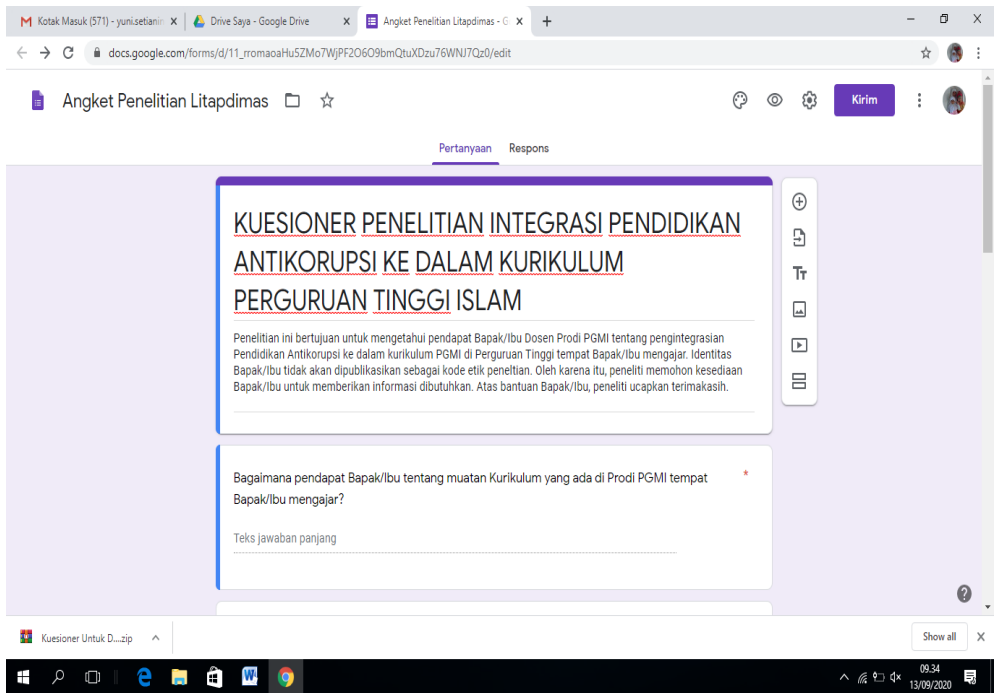 Kotak Masuk (571) - yuni.setianin
Drive Saya - Google Drive
Angket Penelitian Litapdimas - G
docs.google.com/forms/d/11_rromaoaHu5ZMo7WjPF2O6O9bmQtuXDzu76WNJ7Qz0/edit
Angket Penelitian Litapdimas
Kirim
Pertanyaan Respons
KUESIONER PENELITIAN INTEGRASI PENDIDIKAN
ANTIKORUPSI KE DALAM KURIKULUM
PERGURUAN TINGGI ISLAM
Penelitian ini bertujuan untuk mengetahui pendapat Bapak/Ibu Dosen Prodi PGMI tentang pengintegrasian
Pendidikan Antikorupsi ke dalam kurikulum PGMI di Perguruan Tinggi tempat Bapak/Ibu mengajar. Identitas
Bapak/Ibu tidak akan dipublikasikan sebagai kode etik peneltian. Oleh karena itu, peneliti memohon kesediaan
Bapak/Ibu untuk memberikan informasi dibutuhkan. Atas bantuan Bapak/Ibu, peneliti ucapkan terimakasih.
Bagaimana pendapat Bapak/Ibu tentang muatan Kurikulum yang ada di Prodi PGMI tempat *
Bapak/Ibu mengajar?
Teks jawaban panjang
Kuesioner Untuk D....zip
Show all
09.34
13/09/2020